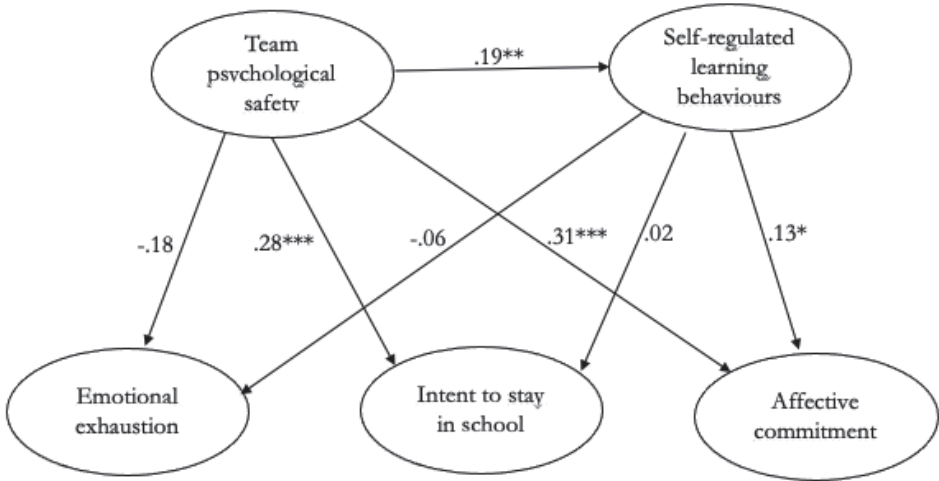 Team
psychological
safety
.19**
Self-regulated
learning
behaviours
-.18
.28***
-.06
.31***
.02
.13*
Emotional
exhaustion
Intent to stay
in school
Affective
commitment